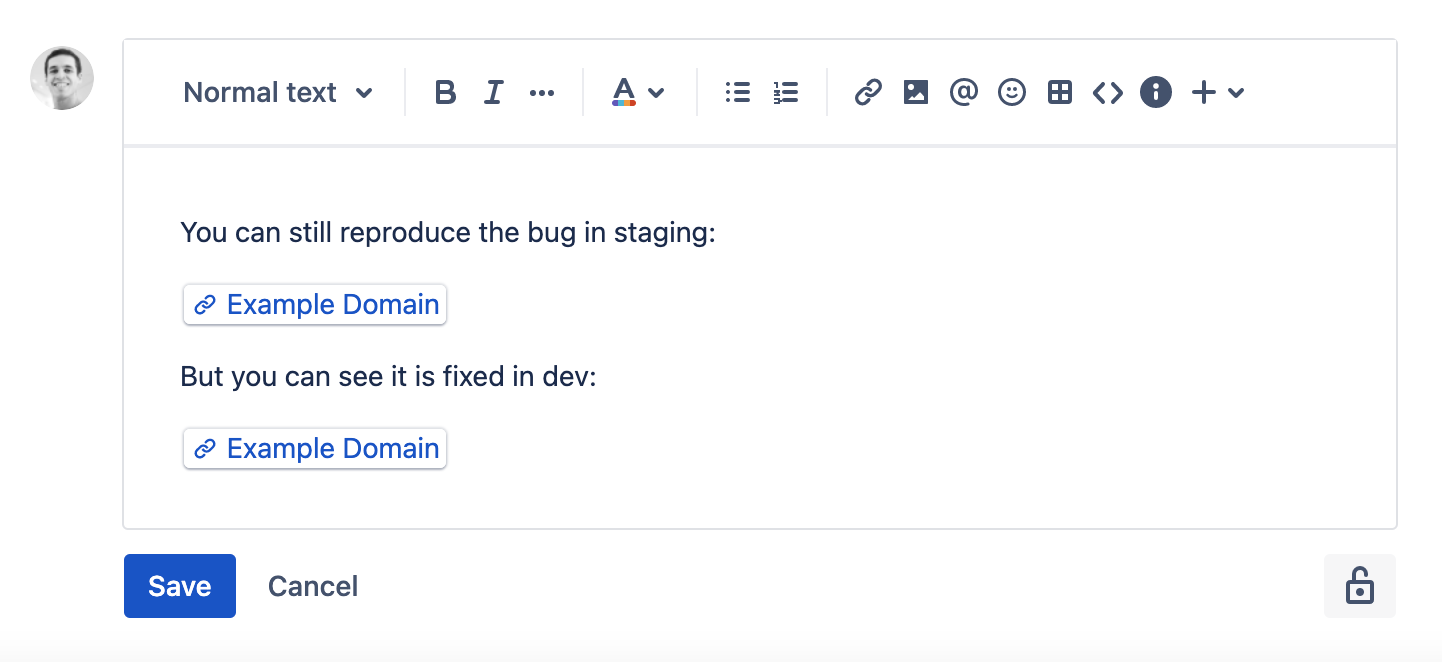 Normal text
You can still reproduce the bug in staging:
Example Domain
But you can see it is fixed in dev:
Example Domain
Save Cancel